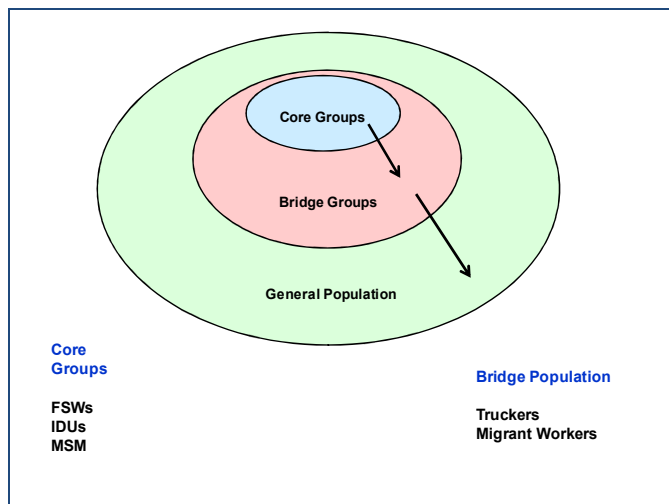 Core Groups
Bridge Groups
General Population
Core
Groups
FSWs
IDUs
MSM
Bridge Population
Truckers
Migrant Workers